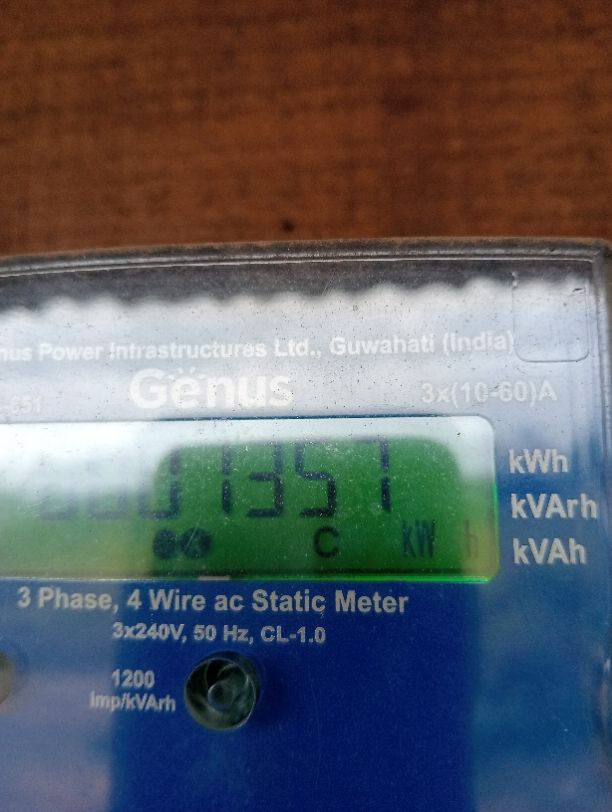 Power Infrastructures Ltd., Guwahati (India)
Genus
3x(10-60)A
1357
kWh
kVArh
kVAh
C kWh
3 Phase, 4 Wire ac Static Meter
3x240V, 50 Hz, CL-1.0
1200
imp/kVArh